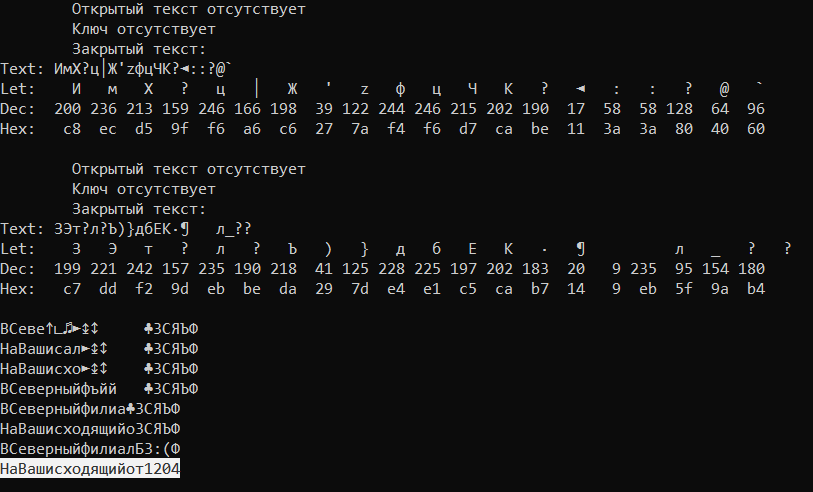 Открытый текст отсутствует
Ключ отсутствует
Закрытый текст:
Text: ИмХ?ц│Ж'zфцЧК?◄::?@`
Let: И м Х ? ц │ Ж ' z ф ц Ч К ? ◄ : : ? @ `
Dec: 200 236 213 159 246 166 198 39 122 244 246 215 202 190 17 58 58 128 64 96
Hex: c8 ec d5 9f f6 a6 c6 27 7a f4 f6 d7 ca be 11 3a 3a 80 40 60
Открытый текст отсутствует
Ключ отсутствует
Закрытый текст:
Text: ЗЭт?л?Ъ)}дбЕК·¶ л_??
Let: З Э т ? л ? Ъ ) } д б Е К · ¶ л _ ? ?
Dec: 199 221 242 157 235 190 218 41 125 228 225 197 202 183 20 9 235 95 154 180
Hex: c7 dd f2 9d eb be da 29 7d e4 e1 c5 ca b7 14 9 eb 5f 9a b4
ВСеве↑∟♫►↨↕ ♣ЗСЯЪФ
НаВашисал►↨↕ ♣ЗСЯЪФ
НаВашисхо►↨↕ ♣ЗСЯЪФ
ВСеверныйфъйй ♣ЗСЯЪФ
ВСеверныйфилиа♣ЗСЯЪФ
НаВашисходящийоЗСЯЪФ
ВСеверныйфилиалБЗ:(Ф
НаВашисходящийот1204